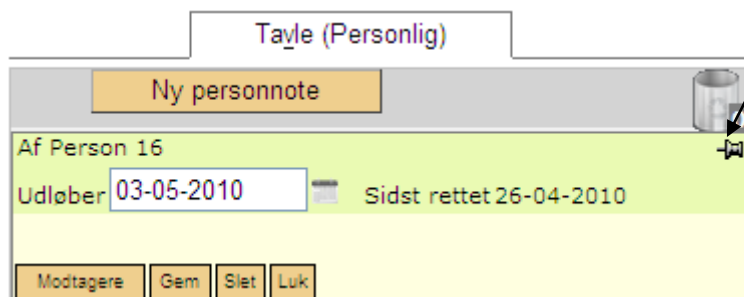 Tavle (Personlig)
Ny personnote
Af Person 16
Udløber 03-05-2010 Sidst rettet 26-04-2010
Modtagere Gem Slet Luk